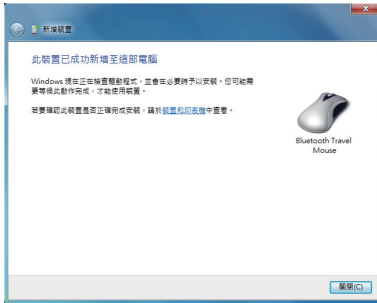 新增裝置
此裝置已成功新增至這部電腦
Windows 現在正在檢查驅動程式，並會在必要時予以安裝。您可能需
要等候此動作完成，才能使用裝置。
若要確認此裝置是否正確完成安裝，請於裝置和印表機中查看。
Bluetooth Travel
Mouse
關閉(C)